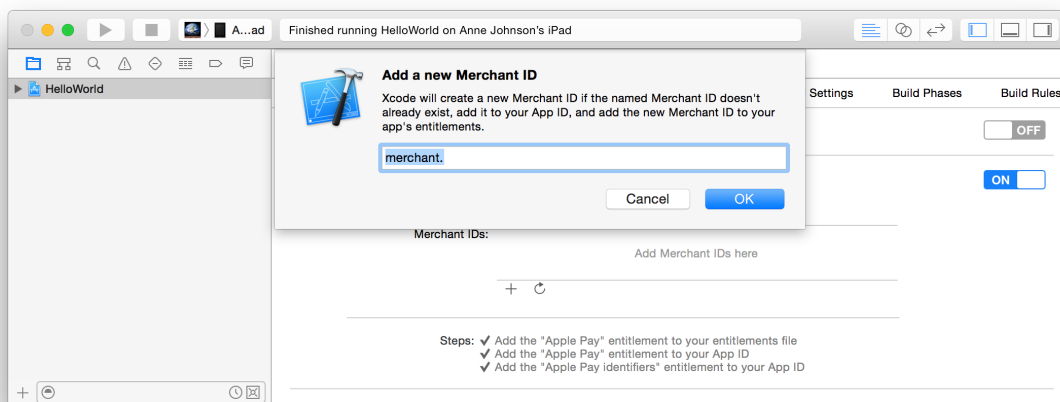 A...ad
Finished running HelloWorld on Anne Johnson's iPad
HelloWorld
Add a new Merchant ID
Xcode will create a new Merchant ID if the named Merchant ID doesn't
already exist, add it to your App ID, and add the new Merchant ID to your
app's entitlements.
merchant.
Cancel
OK
Settings
Build Phases
Build Rules
OFF
ON
Merchant IDs:
Add Merchant IDs here
Steps: ✔ Add the "Apple Pay" entitlement to your entitlements file
✔ Add the "Apple Pay" entitlement to your App ID
✔ Add the "Apple Pay identifiers" entitlement to your App ID